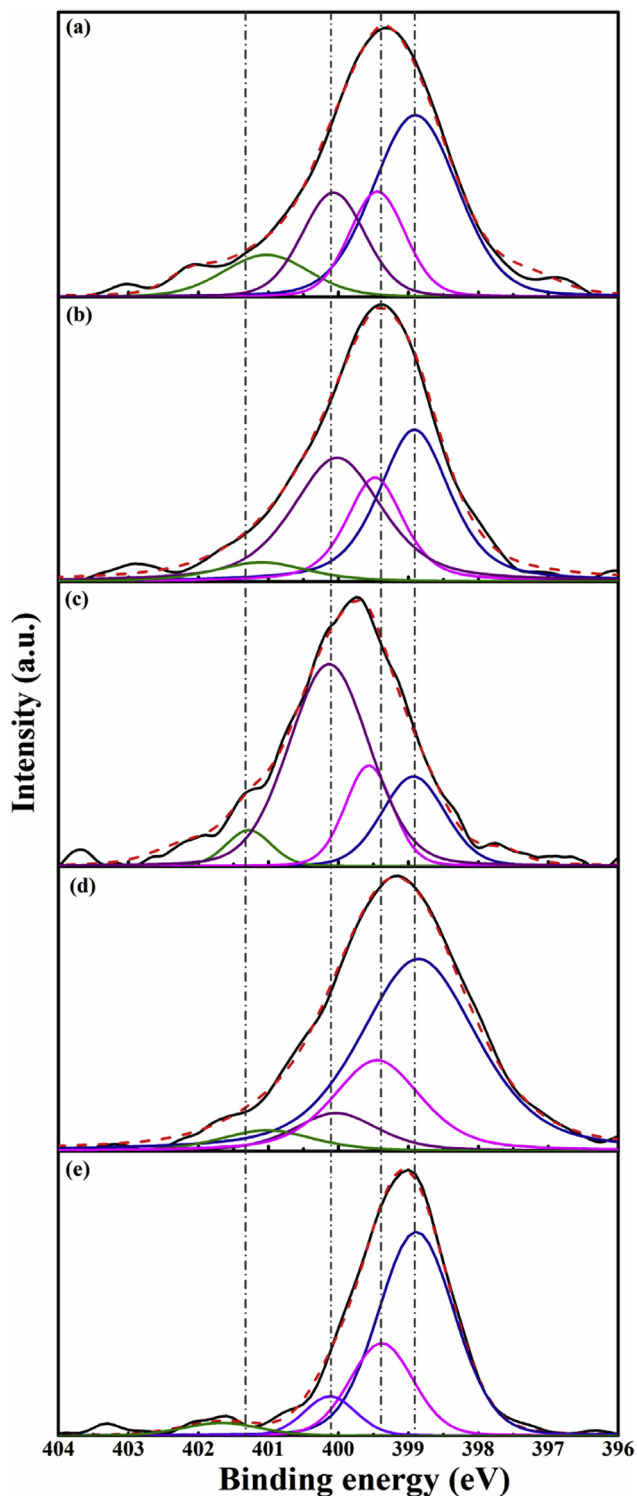 (a)
(b)
(c)
(d)
(e)
Intensity (a.u.)
404 403 402 401 400 399 398 397 396
Binding energy (eV)